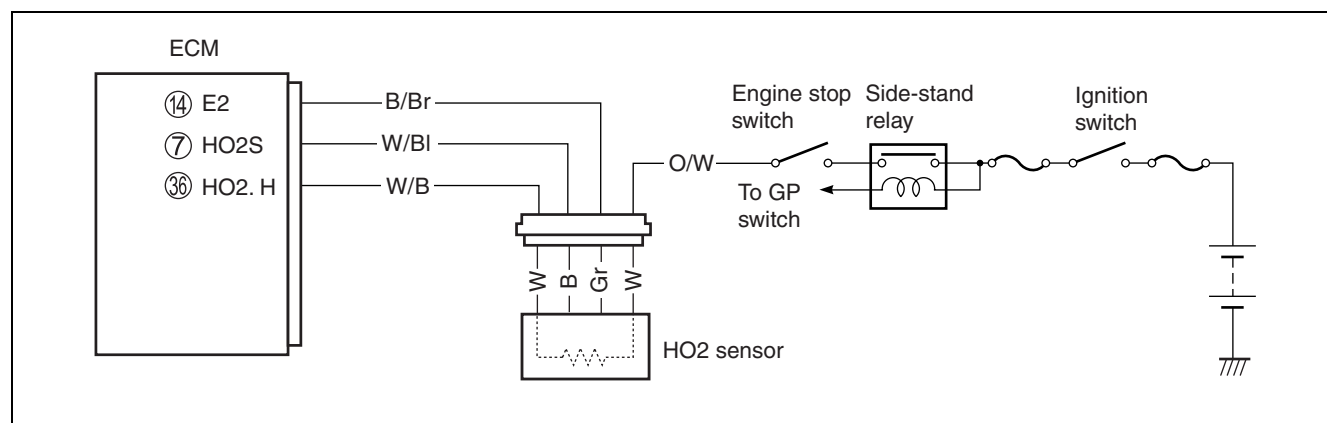 ECM
⑭ E2
⑦ HO2S
㊱ HO2. H
B/Br
W/Bl
W/B
O/W
Engine stop
switch
Side-stand
relay
Ignition
switch
To GP
switch
W
B
Gr
W
HO2 sensor